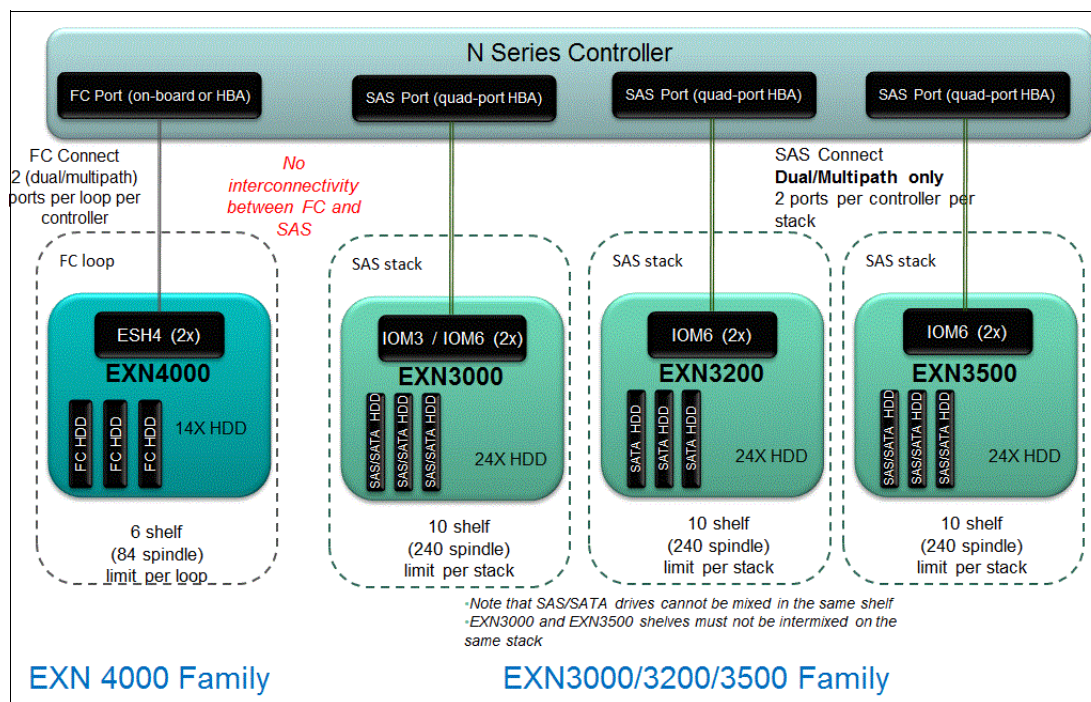 N Series Controller
FC Port (on-board or HBA)
SAS Port (quad-port HBA)
SAS Port (quad-port HBA)
SAS Port (quad-port HBA)
FC Connect
2 (dual/multipath)
ports per loop per
controller
No
interconnectivity
between FC and
SAS
SAS Connect
Dual/Multipath only
2 ports per controller per
stack
FC loop
ESH4 (2x)
EXN4000
FC HDD
FC HDD
FC HDD
14X HDD
6 shelf
(84 spindle)
limit per loop
SAS stack
IOM3 / IOM6 (2x)
EXN3000
SAS/SATA HDD
SAS/SATA HDD
SAS/SATA HDD
24X HDD
10 shelf
(240 spindle)
limit per stack
SAS stack
IOM6 (2x)
EXN3200
SATA HDD
SATA HDD
SATA HDD
24X HDD
10 shelf
(240 spindle)
limit per stack
SAS stack
IOM6 (2x)
EXN3500
SAS/SATA HDD
SAS/SATA HDD
SAS/SATA HDD
24X HDD
10 shelf
(240 spindle)
limit per stack
•Note that SAS/SATA drives cannot be mixed in the same shelf
•EXN3000 and EXN3500 shelves must not be intermixed on the
same stack
EXN 4000 Family
EXN3000/3200/3500 Family